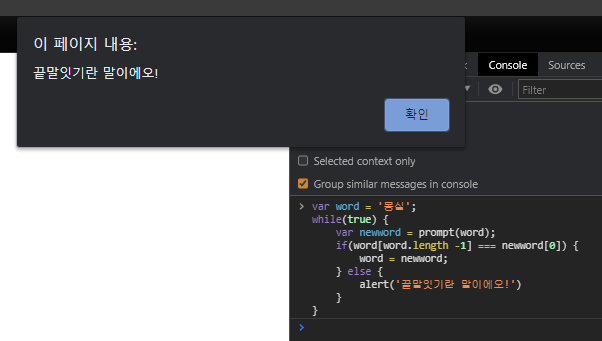 이 페이지 내용:
끝말잇기란 말이에오!
확인
Console Sources
Filter
Selected context only
Group similar messages in console
> var word = '몽실';
while(true) {
    var newword = prompt(word);
    if(word[word.length -1] === newword[0]) {
        word = newword;
    } else {
        alert('끝말잇기란 말이에오!')
    }
}
>